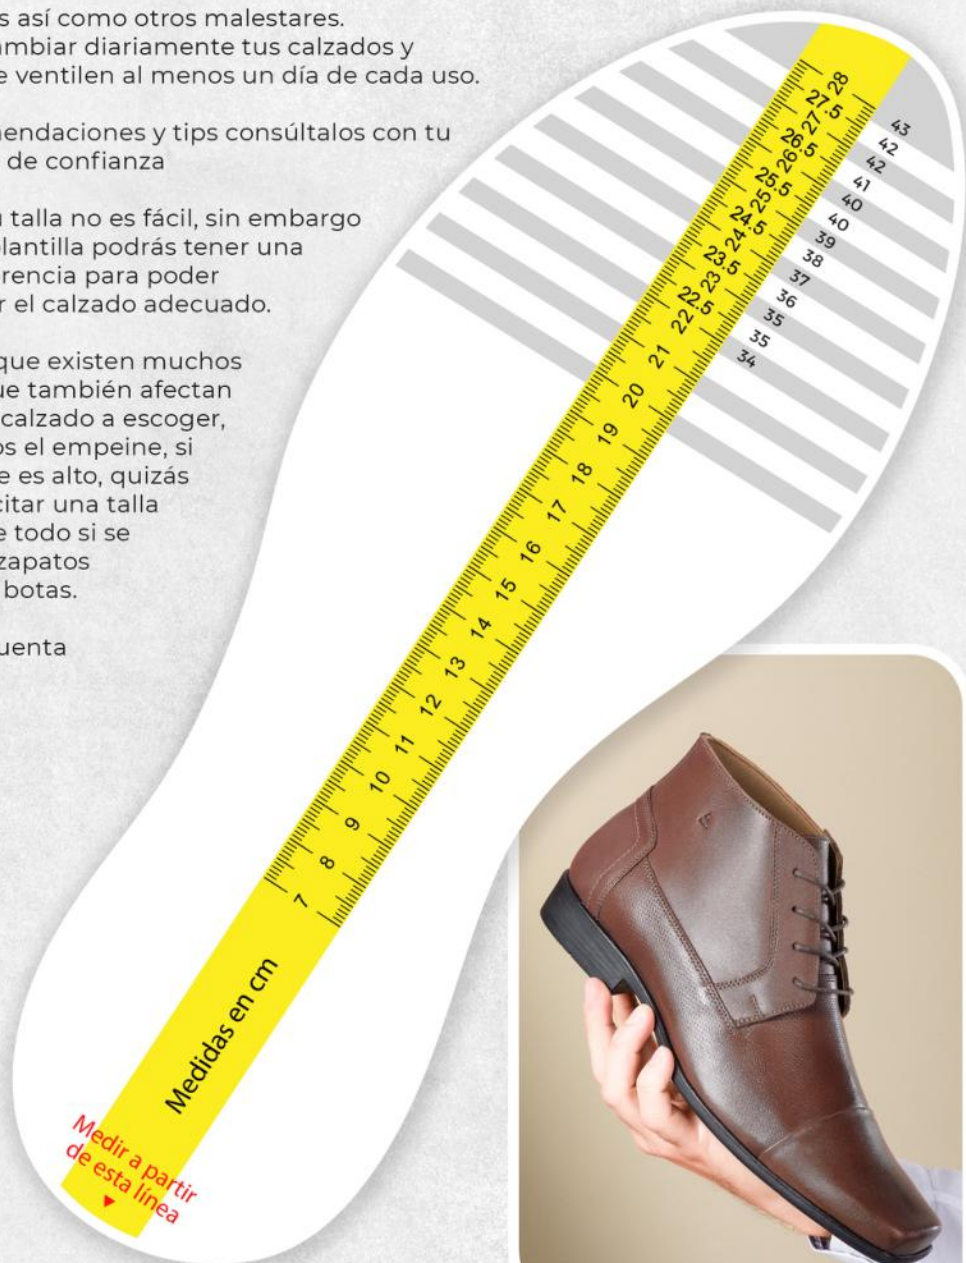 s así como otros malestares.
ambiar diariamente tus calzados y
e ventilen al menos un día de cada uso.
endaciones y tips consúltalos con tu
de confianza
u talla no es fácil, sin embargo
plantilla podrás tener una
erencia para poder
r el calzado adecuado.
que existen muchos
ue también afectan
calzado a escoger,
os el empeine, si
e es alto, quizás
citar una talla
e todo si se
zapatos
botas.
uenta
28
27.5
27
26.5
26
25.5
25
24.5
24
23.5
23
22.5
22
21
20
19
18
17
16
15
14
13
12
11
10
9
8
7
43
42
42
41
40
40
39
38
37
36
35
35
34
Medidas en cm
Medir a partir
de esta línea